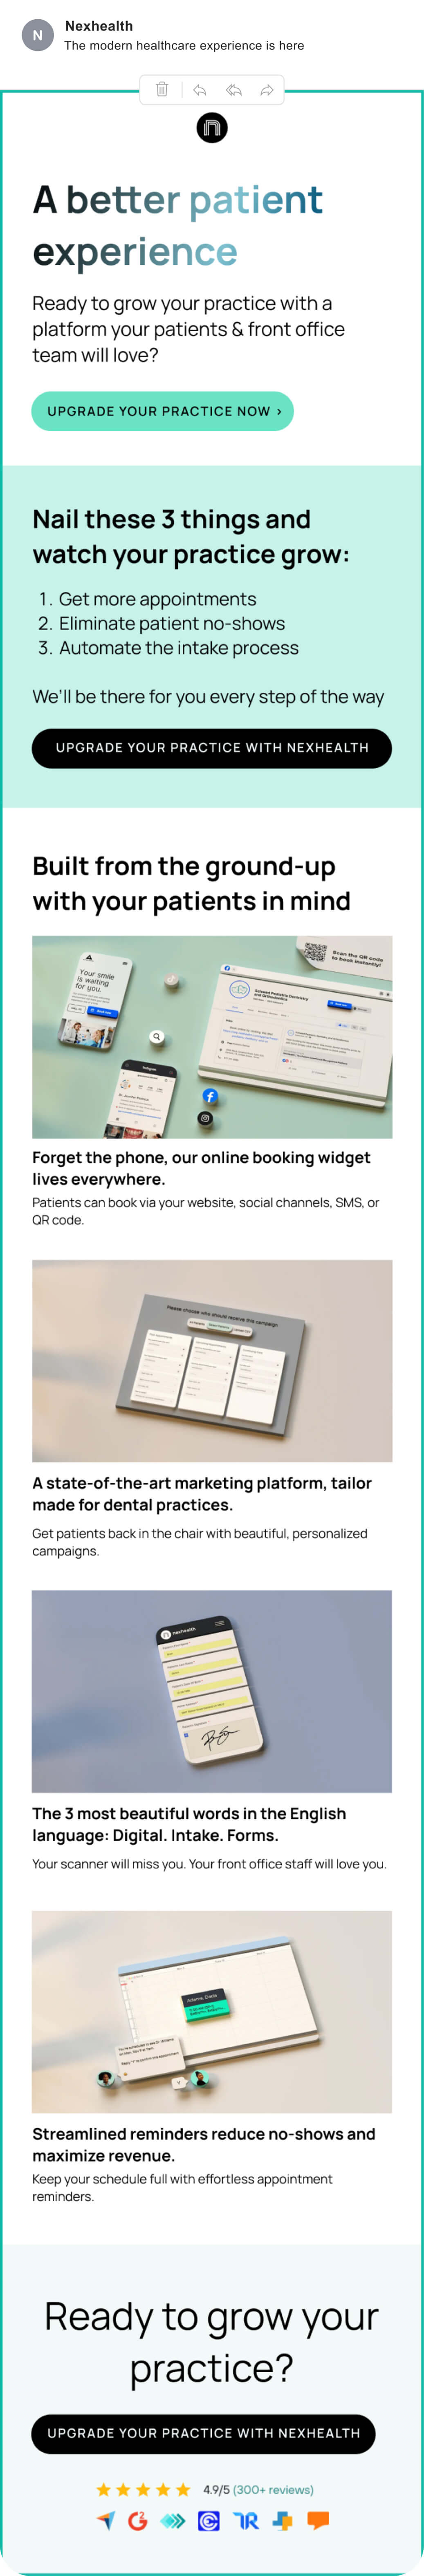 N
Nexhealth
The modern healthcare experience is here
A better patient
experience
Ready to grow your practice with a
platform your patients & front office
team will love?
UPGRADE YOUR PRACTICE NOW ›
Nail these 3 things and
watch your practice grow:
1. Get more appointments
2. Eliminate patient no-shows
3. Automate the intake process
We'll be there for you every step of the way
UPGRADE YOUR PRACTICE WITH NEXHEALTH
Built from the ground-up
with your patients in mind
Scan the QR code
to book instantly!
Your smile
is waiting
for you.
Instagram
Forget the phone, our online booking widget
lives everywhere.
Patients can book via your website, social channels, SMS, or
QR code.
Please choose who should receive this campaign
A state-of-the-art marketing platform, tailor
made for dental practices.
Get patients back in the chair with beautiful, personalized
campaigns.
nexhealth
The 3 most beautiful words in the English
language: Digital. Intake. Forms.
Your scanner will miss you. Your front office staff will love you.
Adams, Doris
Y
Streamlined reminders reduce no-shows and
maximize revenue.
Keep your schedule full with effortless appointment
reminders.
Ready to grow your
practice?
UPGRADE YOUR PRACTICE WITH NEXHEALTH
4.9/5 (300+ reviews)